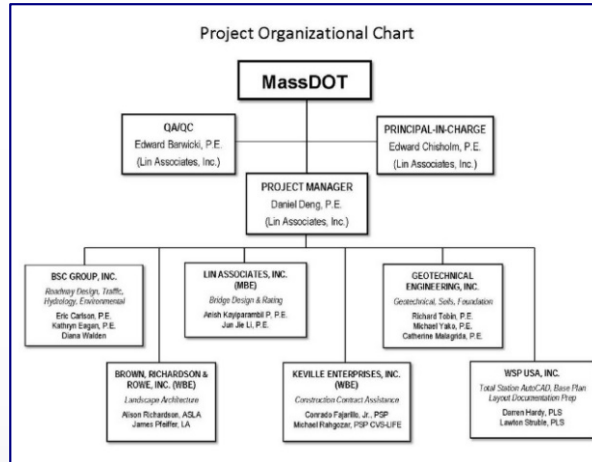 Project Organizational Chart
MassDOT
QA/QC
Edward Barwicki, P.E.
(Lin Associates, Inc.)
PRINCIPAL-IN-CHARGE
Edward Chisholm, P.E.
(Lin Associates, Inc.)
PROJECT MANAGER
Daniel Deng, P.E.
(Lin Associates, Inc.)
BSC GROUP, INC.
Roadway Design, Traffic,
Hydrology, Environmental
Eric Carlson, P.E.
Kathryn Eagan, P.E.
Diana Walden
LIN ASSOCIATES, INC.
(MBE)
Bridge Design & Rating
Anish Kayiparambil P, P.E.
Jun Jie Li, P.E.
GEOTECHNICAL
ENGINEERING, INC.
Geotechnical, Soils, Foundation
Richard Tobin, P.E.
Michael Yako, P.E.
Catherine Malagrida, P.E.
BROWN, RICHARDSON &
ROWE, INC. (WBE)
Landscape Architecture
Alison Richardson, ASLA
James Pfeiffer, LA
KEVILLE ENTERPRISES, INC.
(WBE)
Construction Contract Assistance
Conrado Fajarillo, Jr., PSP
Michael Rahgozar, PSP CVS-LIFE
WSP USA, INC.
Total Station AutoCAD, Base Plan
Layout Documentation Prep
Darren Hardy, PLS
Lawton Struble, PLS